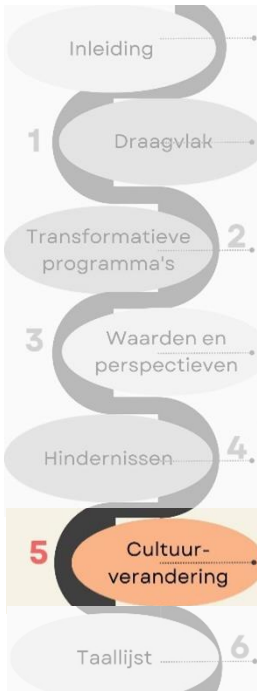 Inleiding
1
Draagvlak
Transformatieve
programma's
2
3
Waarden en
perspectieven
Hindernissen
4
5
Cultuur-
verandering
Taallijst
6